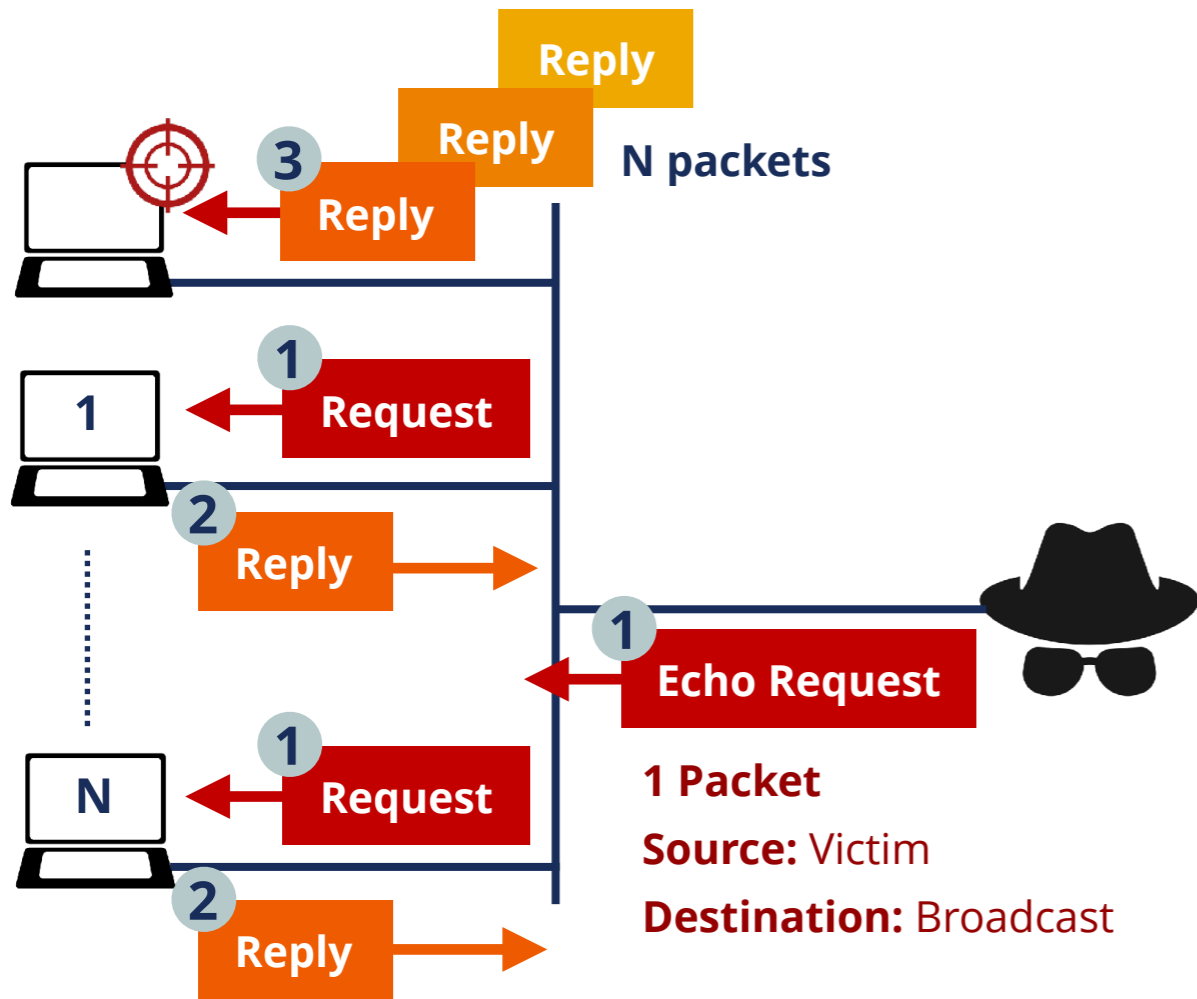 Reply
Reply
N packets
3
Reply
1
Request
1
2
Reply
1
Echo Request
1
Request
N
1 Packet
Source: Victim
2
Destination: Broadcast
Reply